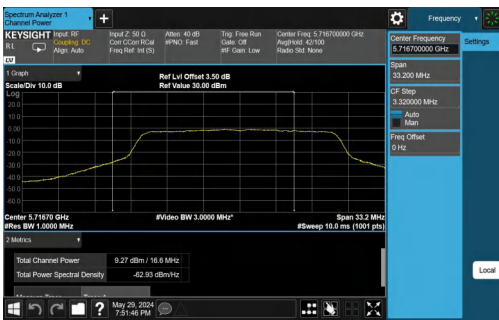 Spectrum Analyzer 1
Channel Power
Frequency
KEYSIGHT
Input: RF
Coupling: DC
Align: Auto
RL
Input Z: 50 Ω
Corr CCorr RCal
Freq Ref: Int (S)
Atten: 40 dB
#PNO: Fast
Trig: Free Run
Gate: Off
#IF Gain: Low
Center Freq: 5.716700000 GHz
Avg|Hold: 42/100
Radio Std: None
Center Frequency
5.716700000 GHz
Settings
Span
33.200 MHz
CF Step
3.320000 MHz
Auto
Man
Freq Offset
0 Hz
1 Graph
Scale/Div 10.0 dB
Ref Lvl Offset 3.50 dB
Ref Value 30.00 dBm
Log
20.0
10.0
0.00
-10.0
-20.0
-30.0
-40.0
-50.0
-60.0
Center 5.71670 GHz
#Res BW 1.0000 MHz
#Video BW 3.0000 MHz*
Span 33.2 MHz
#Sweep 10.0 ms (1001 pts)
2 Metrics
Total Channel Power
9.27 dBm / 16.6 MHz
Total Power Spectral Density
-62.93 dBm/Hz
Local
?
May 29, 2024
7:51:46 PM